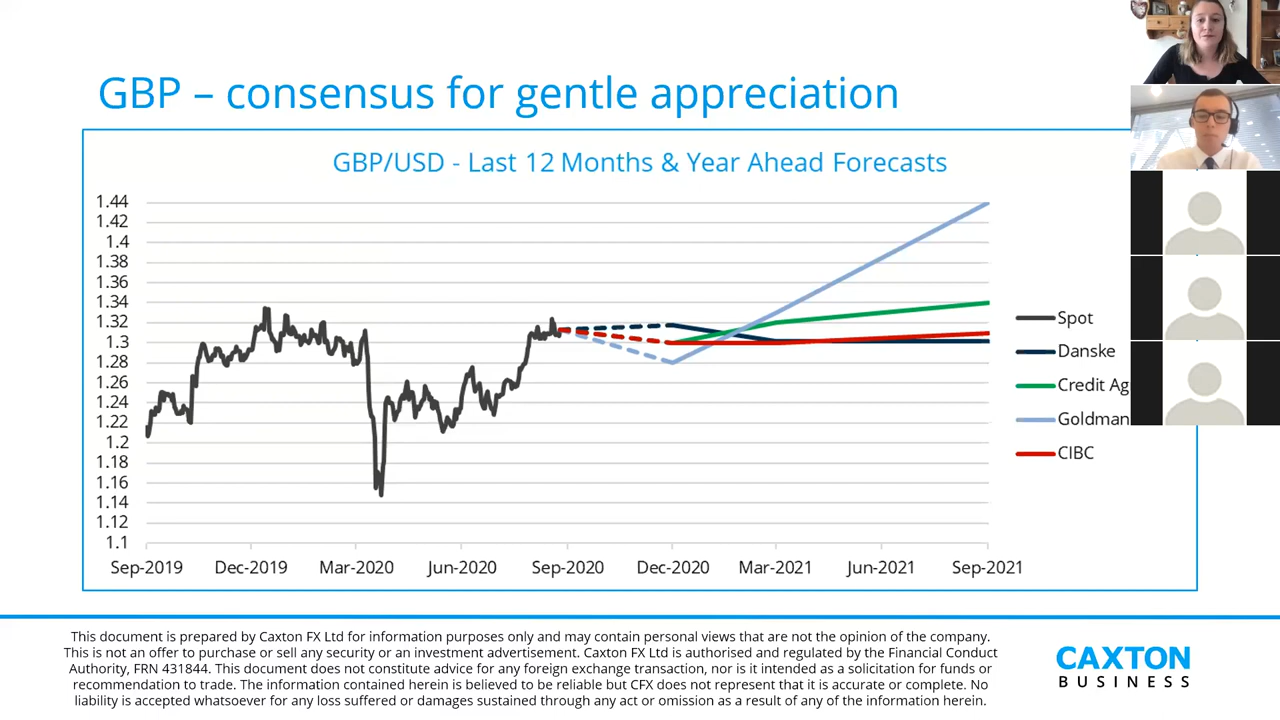 GBP – consensus for gentle appreciation
GBP/USD - Last 12 Months & Year Ahead Forecasts
1.44
1.42
1.4
1.38
1.36
1.34
1.32
1.3
1.28
1.26
1.24
1.22
1.2
1.18
1.16
1.14
1.12
1.1
Sep-2019 Dec-2019 Mar-2020 Jun-2020 Sep-2020 Dec-2020 Mar-2021 Jun-2021 Sep-2021
Spot
Danske
Credit Ag
Goldman
CIBC
This document is prepared by Caxton FX Ltd for information purposes only and may contain personal views that are not the opinion of the company.
This is not an offer to purchase or sell any security or an investment advertisement. Caxton FX Ltd is authorised and regulated by the Financial Conduct
Authority, FRN 431844. This document does not constitute advice for any foreign exchange transaction, nor is it intended as a solicitation for funds or
recommendation to trade. The information contained herein is believed to be reliable but CFX does not represent that it is accurate or complete. No
liability is accepted whatsoever for any loss suffered or damages sustained through any act or omission as a result of any of the information herein.
CAXTON
BUSINESS